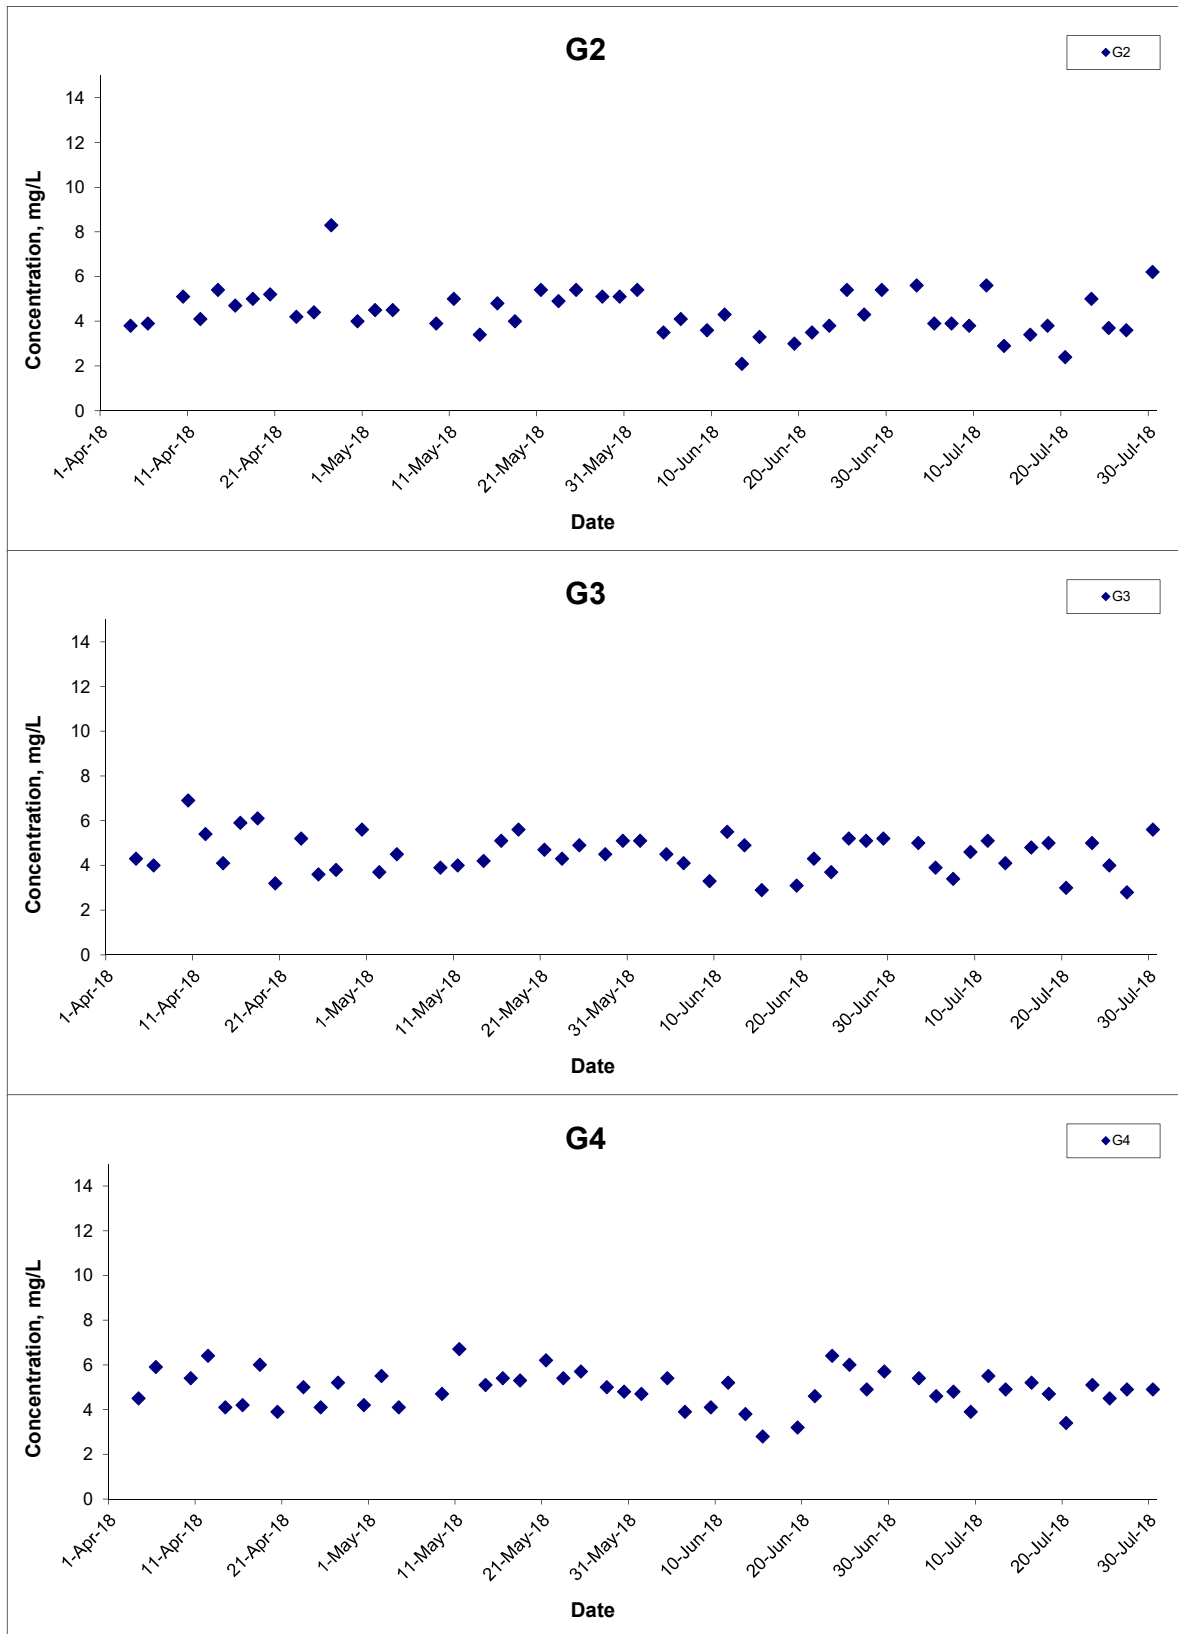 G2
G2
14
12
10
8
6
4
2
0
Concentration, mg/L
1-Apr-18
11-Apr-18
21-Apr-18
1-May-18
11-May-18
21-May-18
31-May-18
10-Jun-18
20-Jun-18
30-Jun-18
10-Jul-18
20-Jul-18
30-Jul-18
Date
G3
G3
14
12
10
8
6
4
2
0
Concentration, mg/L
1-Apr-18
11-Apr-18
21-Apr-18
1-May-18
11-May-18
21-May-18
31-May-18
10-Jun-18
20-Jun-18
30-Jun-18
10-Jul-18
20-Jul-18
30-Jul-18
Date
G4
G4
14
12
10
8
6
4
2
0
Concentration, mg/L
1-Apr-18
11-Apr-18
21-Apr-18
1-May-18
11-May-18
21-May-18
31-May-18
10-Jun-18
20-Jun-18
30-Jun-18
10-Jul-18
20-Jul-18
30-Jul-18
Date